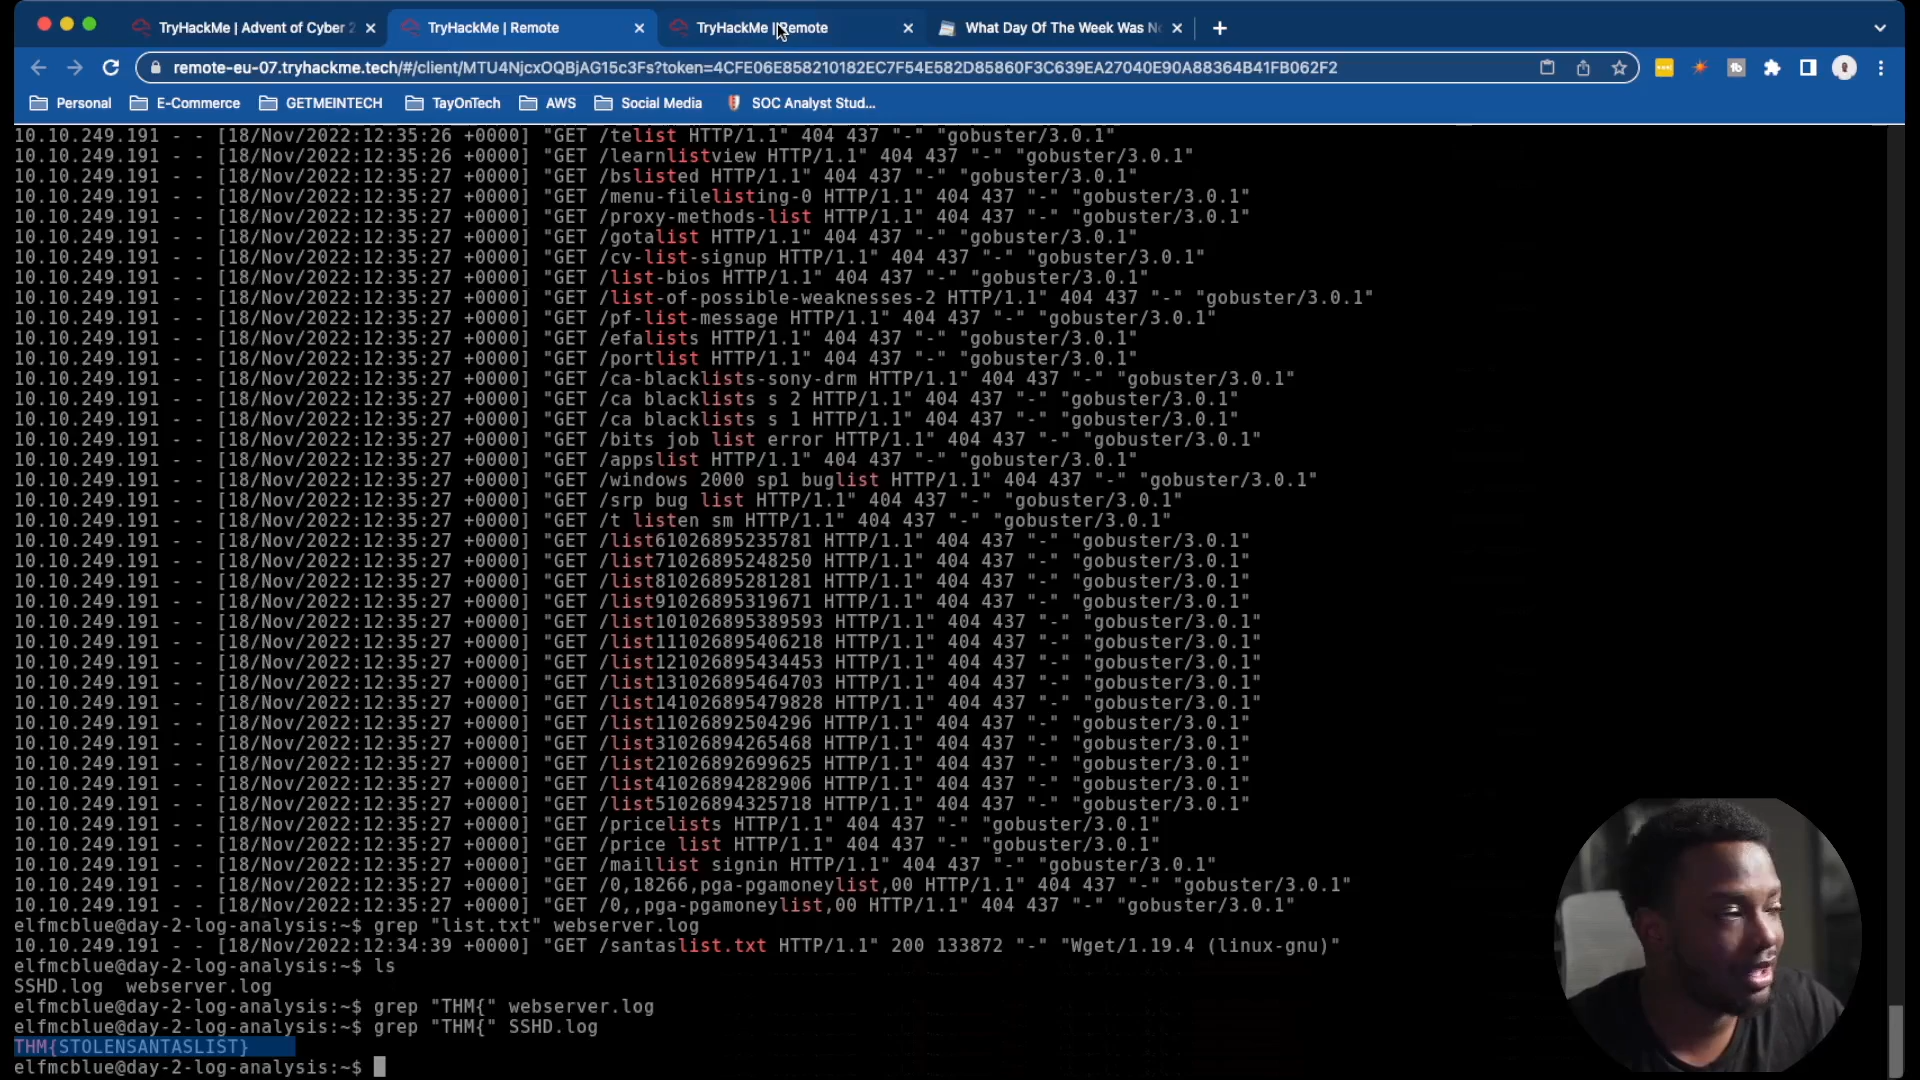 TryHackMe | Advent of Cyber 2
TryHackMe | Remote
TryHackMe | Remote
What Day Of The Week Was No
remote-eu-07.tryhackme.tech/#/client/MTU4NjcxOQBjAG15c3Fs?token=4CFE06E858210182EC7F54E582D85860F3C639EA27040E90A88364B41FB062F2
Personal
E-Commerce
GETMEINTECH
TayOnTech
AWS
Social Media
SOC Analyst Stud...
10.10.249.191 - - [18/Nov/2022:12:35:26 +0000] "GET /telist HTTP/1.1" 404 437 "-" "gobuster/3.0.1"
10.10.249.191 - - [18/Nov/2022:12:35:26 +0000] "GET /learnlistview HTTP/1.1" 404 437 "-" "gobuster/3.0.1"
10.10.249.191 - - [18/Nov/2022:12:35:27 +0000] "GET /bslisted HTTP/1.1" 404 437 "-" "gobuster/3.0.1"
10.10.249.191 - - [18/Nov/2022:12:35:27 +0000] "GET /menu-filelisting-0 HTTP/1.1" 404 437 "-" "gobuster/3.0.1"
10.10.249.191 - - [18/Nov/2022:12:35:27 +0000] "GET /proxy-methods-list HTTP/1.1" 404 437 "-" "gobuster/3.0.1"
10.10.249.191 - - [18/Nov/2022:12:35:27 +0000] "GET /gotalist HTTP/1.1" 404 437 "-" "gobuster/3.0.1"
10.10.249.191 - - [18/Nov/2022:12:35:27 +0000] "GET /cv-list-signup HTTP/1.1" 404 437 "-" "gobuster/3.0.1"
10.10.249.191 - - [18/Nov/2022:12:35:27 +0000] "GET /list-bios HTTP/1.1" 404 437 "-" "gobuster/3.0.1"
10.10.249.191 - - [18/Nov/2022:12:35:27 +0000] "GET /list-of-possible-weaknesses-2 HTTP/1.1" 404 437 "-" "gobuster/3.0.1"
10.10.249.191 - - [18/Nov/2022:12:35:27 +0000] "GET /pf-list-message HTTP/1.1" 404 437 "-" "gobuster/3.0.1"
10.10.249.191 - - [18/Nov/2022:12:35:27 +0000] "GET /efalists HTTP/1.1" 404 437 "-" "gobuster/3.0.1"
10.10.249.191 - - [18/Nov/2022:12:35:27 +0000] "GET /portlist HTTP/1.1" 404 437 "-" "gobuster/3.0.1"
10.10.249.191 - - [18/Nov/2022:12:35:27 +0000] "GET /ca-blacklists-sony-drm HTTP/1.1" 404 437 "-" "gobuster/3.0.1"
10.10.249.191 - - [18/Nov/2022:12:35:27 +0000] "GET /ca blacklists s 2 HTTP/1.1" 404 437 "-" "gobuster/3.0.1"
10.10.249.191 - - [18/Nov/2022:12:35:27 +0000] "GET /ca blacklists s 1 HTTP/1.1" 404 437 "-" "gobuster/3.0.1"
10.10.249.191 - - [18/Nov/2022:12:35:27 +0000] "GET /bits job list error HTTP/1.1" 404 437 "-" "gobuster/3.0.1"
10.10.249.191 - - [18/Nov/2022:12:35:27 +0000] "GET /appslist HTTP/1.1" 404 437 "-" "gobuster/3.0.1"
10.10.249.191 - - [18/Nov/2022:12:35:27 +0000] "GET /windows 2000 sp1 buglist HTTP/1.1" 404 437 "-" "gobuster/3.0.1"
10.10.249.191 - - [18/Nov/2022:12:35:27 +0000] "GET /srp bug list HTTP/1.1" 404 437 "-" "gobuster/3.0.1"
10.10.249.191 - - [18/Nov/2022:12:35:27 +0000] "GET /t listen sm HTTP/1.1" 404 437 "-" "gobuster/3.0.1"
10.10.249.191 - - [18/Nov/2022:12:35:27 +0000] "GET /list61026895235781 HTTP/1.1" 404 437 "-" "gobuster/3.0.1"
10.10.249.191 - - [18/Nov/2022:12:35:27 +0000] "GET /list71026895248250 HTTP/1.1" 404 437 "-" "gobuster/3.0.1"
10.10.249.191 - - [18/Nov/2022:12:35:27 +0000] "GET /list81026895281281 HTTP/1.1" 404 437 "-" "gobuster/3.0.1"
10.10.249.191 - - [18/Nov/2022:12:35:27 +0000] "GET /list91026895319671 HTTP/1.1" 404 437 "-" "gobuster/3.0.1"
10.10.249.191 - - [18/Nov/2022:12:35:27 +0000] "GET /list101026895389593 HTTP/1.1" 404 437 "-" "gobuster/3.0.1"
10.10.249.191 - - [18/Nov/2022:12:35:27 +0000] "GET /list111026895406218 HTTP/1.1" 404 437 "-" "gobuster/3.0.1"
10.10.249.191 - - [18/Nov/2022:12:35:27 +0000] "GET /list121026895434453 HTTP/1.1" 404 437 "-" "gobuster/3.0.1"
10.10.249.191 - - [18/Nov/2022:12:35:27 +0000] "GET /list131026895464703 HTTP/1.1" 404 437 "-" "gobuster/3.0.1"
10.10.249.191 - - [18/Nov/2022:12:35:27 +0000] "GET /list141026895479828 HTTP/1.1" 404 437 "-" "gobuster/3.0.1"
10.10.249.191 - - [18/Nov/2022:12:35:27 +0000] "GET /list11026892504296 HTTP/1.1" 404 437 "-" "gobuster/3.0.1"
10.10.249.191 - - [18/Nov/2022:12:35:27 +0000] "GET /list31026894265468 HTTP/1.1" 404 437 "-" "gobuster/3.0.1"
10.10.249.191 - - [18/Nov/2022:12:35:27 +0000] "GET /list21026892699625 HTTP/1.1" 404 437 "-" "gobuster/3.0.1"
10.10.249.191 - - [18/Nov/2022:12:35:27 +0000] "GET /list41026894282906 HTTP/1.1" 404 437 "-" "gobuster/3.0.1"
10.10.249.191 - - [18/Nov/2022:12:35:27 +0000] "GET /list51026894325718 HTTP/1.1" 404 437 "-" "gobuster/3.0.1"
10.10.249.191 - - [18/Nov/2022:12:35:27 +0000] "GET /pricelists HTTP/1.1" 404 437 "-" "gobuster/3.0.1"
10.10.249.191 - - [18/Nov/2022:12:35:27 +0000] "GET /price list HTTP/1.1" 404 437 "-" "gobuster/3.0.1"
10.10.249.191 - - [18/Nov/2022:12:35:27 +0000] "GET /maillist signin HTTP/1.1" 404 437 "-" "gobuster/3.0.1"
10.10.249.191 - - [18/Nov/2022:12:35:27 +0000] "GET /0,18266,pga-pgamoneylist,00 HTTP/1.1" 404 437 "-" "gobuster/3.0.1"
10.10.249.191 - - [18/Nov/2022:12:35:27 +0000] "GET /0,,pga-pgamoneylist,00 HTTP/1.1" 404 437 "-" "gobuster/3.0.1"
elfmcblue@day-2-log-analysis:~$ grep "list.txt" webserver.log
10.10.249.191 - - [18/Nov/2022:12:34:39 +0000] "GET /santaslist.txt HTTP/1.1" 200 133872 "-" "Wget/1.19.4 (linux-gnu)"
elfmcblue@day-2-log-analysis:~$ ls
SSHD.log webserver.log
elfmcblue@day-2-log-analysis:~$ grep "THM{" webserver.log
elfmcblue@day-2-log-analysis:~$ grep "THM{" SSHD.log
THM{STOLENSANTASLIST}
elfmcblue@day-2-log-analysis:~$